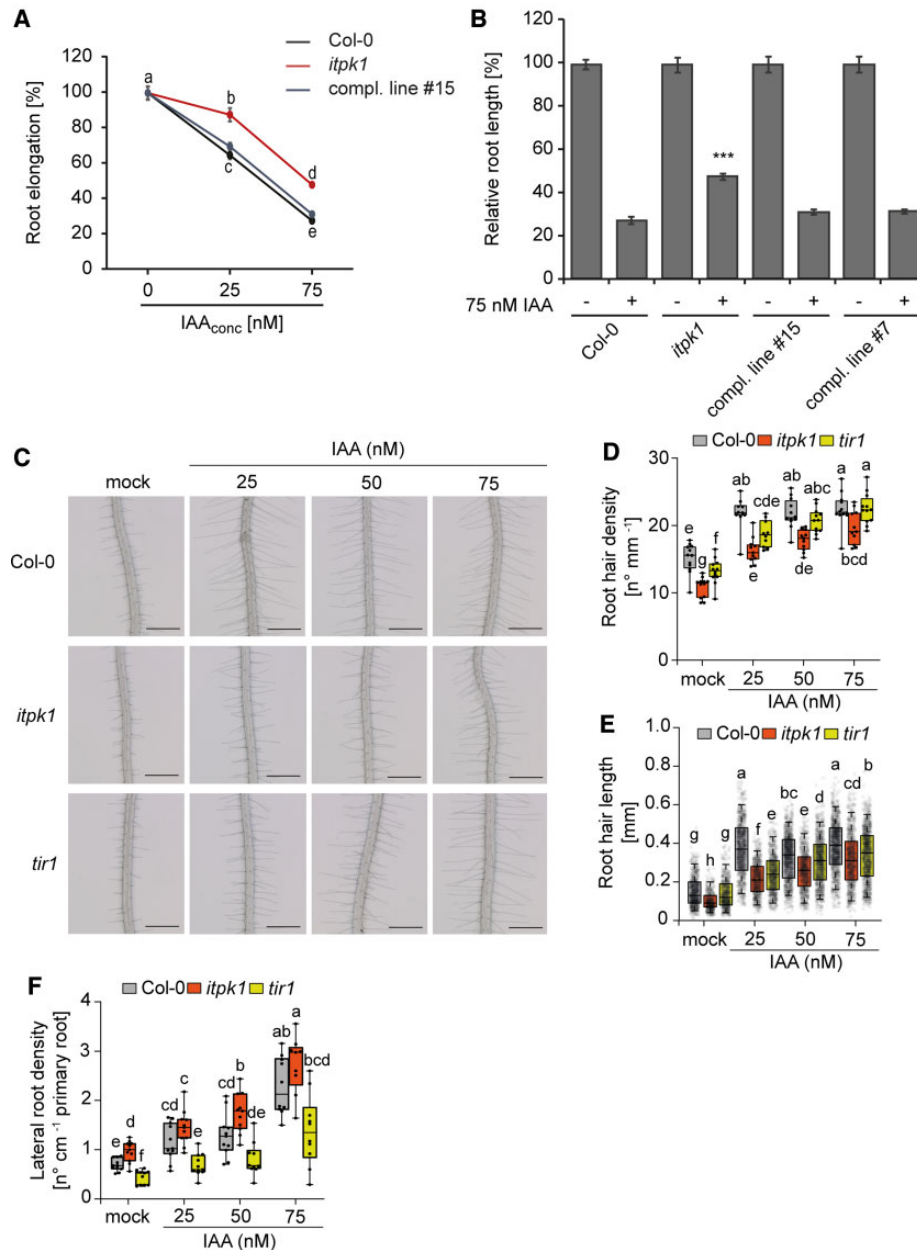 A
Col-0
itpk1
compl. line #15
Root elongation [%]
120
100
80
60
40
20
0
a
b
c
d
e
0 25 75
IAAconc [nM]
B
Relative root length [%]
120
100
80
60
40
20
0
***
75 nM IAA - + - + - + - +
Col-0
itpk1
compl. line #15
compl. line #7
C
IAA (nM)
mock 25 50 75
Col-0
itpk1
tir1
D
Col-0 itpk1 tir1
Root hair density
[n° mm -1]
30
20
10
0
e g f
ab e cde
ab de abc
a bcd a
mock 25 50 75
IAA (nM)
E
Col-0 itpk1 tir1
Root hair length
[mm]
1.0
0.8
0.6
0.4
0.2
0
g h g
a f e
bc e d
a cd b
mock 25 50 75
IAA (nM)
F
Col-0 itpk1 tir1
Lateral root density
[n° cm -1 primary root]
4
3
2
1
0
e d f
cd c e
cd b de
ab a bcd
mock 25 50 75
IAA (nM)